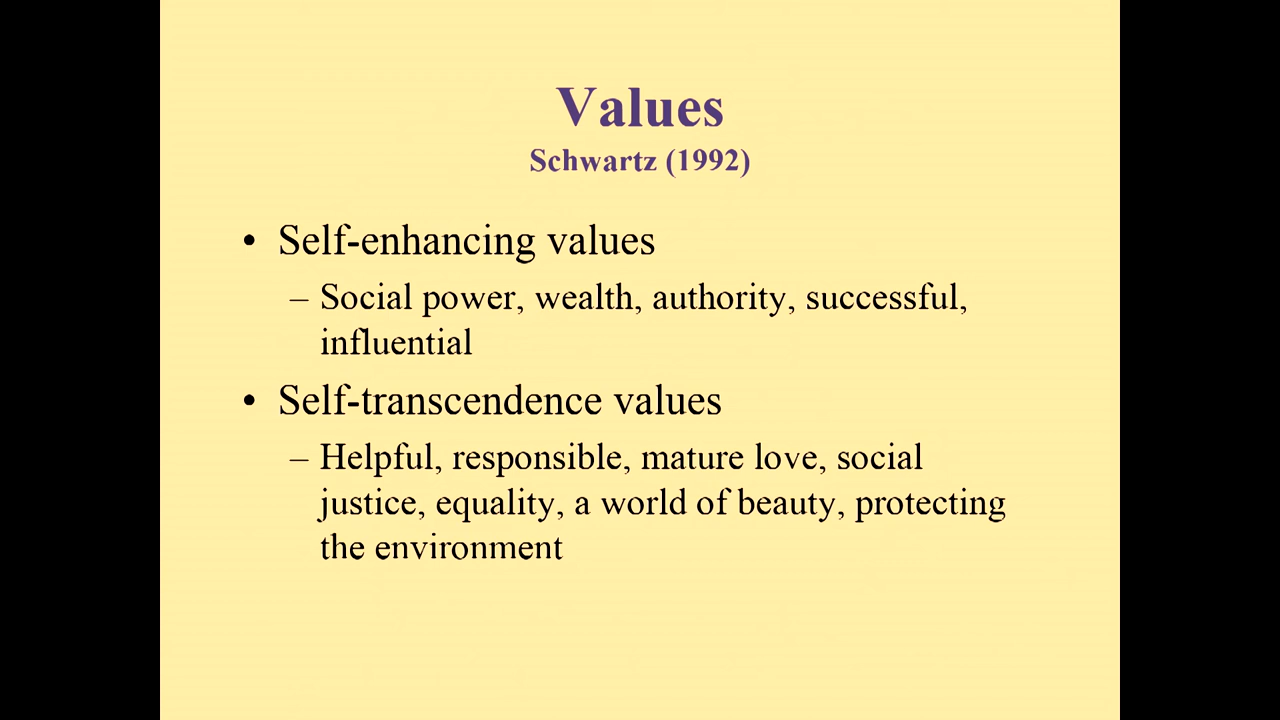 Values
Schwartz (1992)
• Self-enhancing values
– Social power, wealth, authority, successful,
influential
• Self-transcendence values
– Helpful, responsible, mature love, social
justice, equality, a world of beauty, protecting
the environment